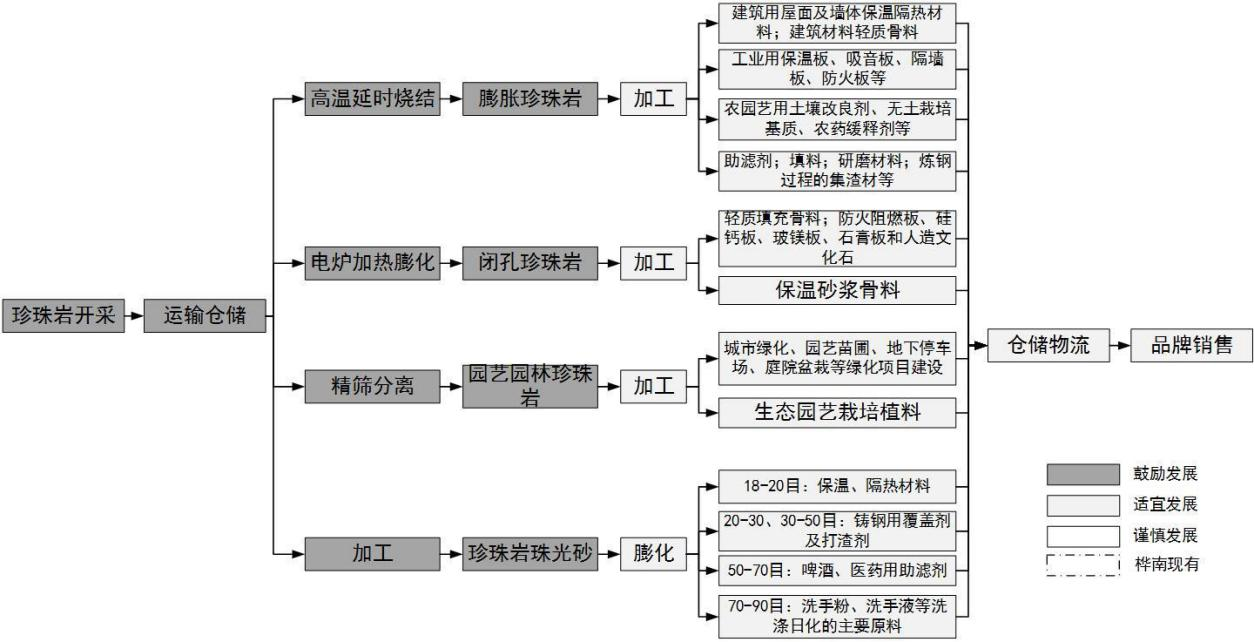 建筑用屋面及墙体保温隔热材
料；建筑材料轻质骨料
工业用保温板、吸音板、隔墙
板、防火板等
高温延时烧结
膨胀珍珠岩
加工
农园艺用土壤改良剂、无土栽培
基质、农药缓释剂等
助滤剂；填料；研磨材料；炼钢
过程的集渣材等
轻质填充骨料；防火阻燃板、硅
钙板、玻镁板、石膏板和人造文
化石
电炉加热膨化
闭孔珍珠岩
加工
保温砂浆骨料
珍珠岩开采
运输仓储
城市绿化、园艺苗圃、地下停车
场、庭院盆栽等绿化项目建设
仓储物流
品牌销售
精筛分离
园艺园林珍珠
岩
加工
生态园艺栽培植料
18-20目：保温、隔热材料
20-30、30-50目：铸钢用覆盖剂
及打渣剂
加工
珍珠岩珠光砂
膨化
50-70目：啤酒、医药用助滤剂
70-90目：洗手粉、洗手液等洗
涤日化的主要原料
鼓励发展
适宜发展
谨慎发展
桦南现有